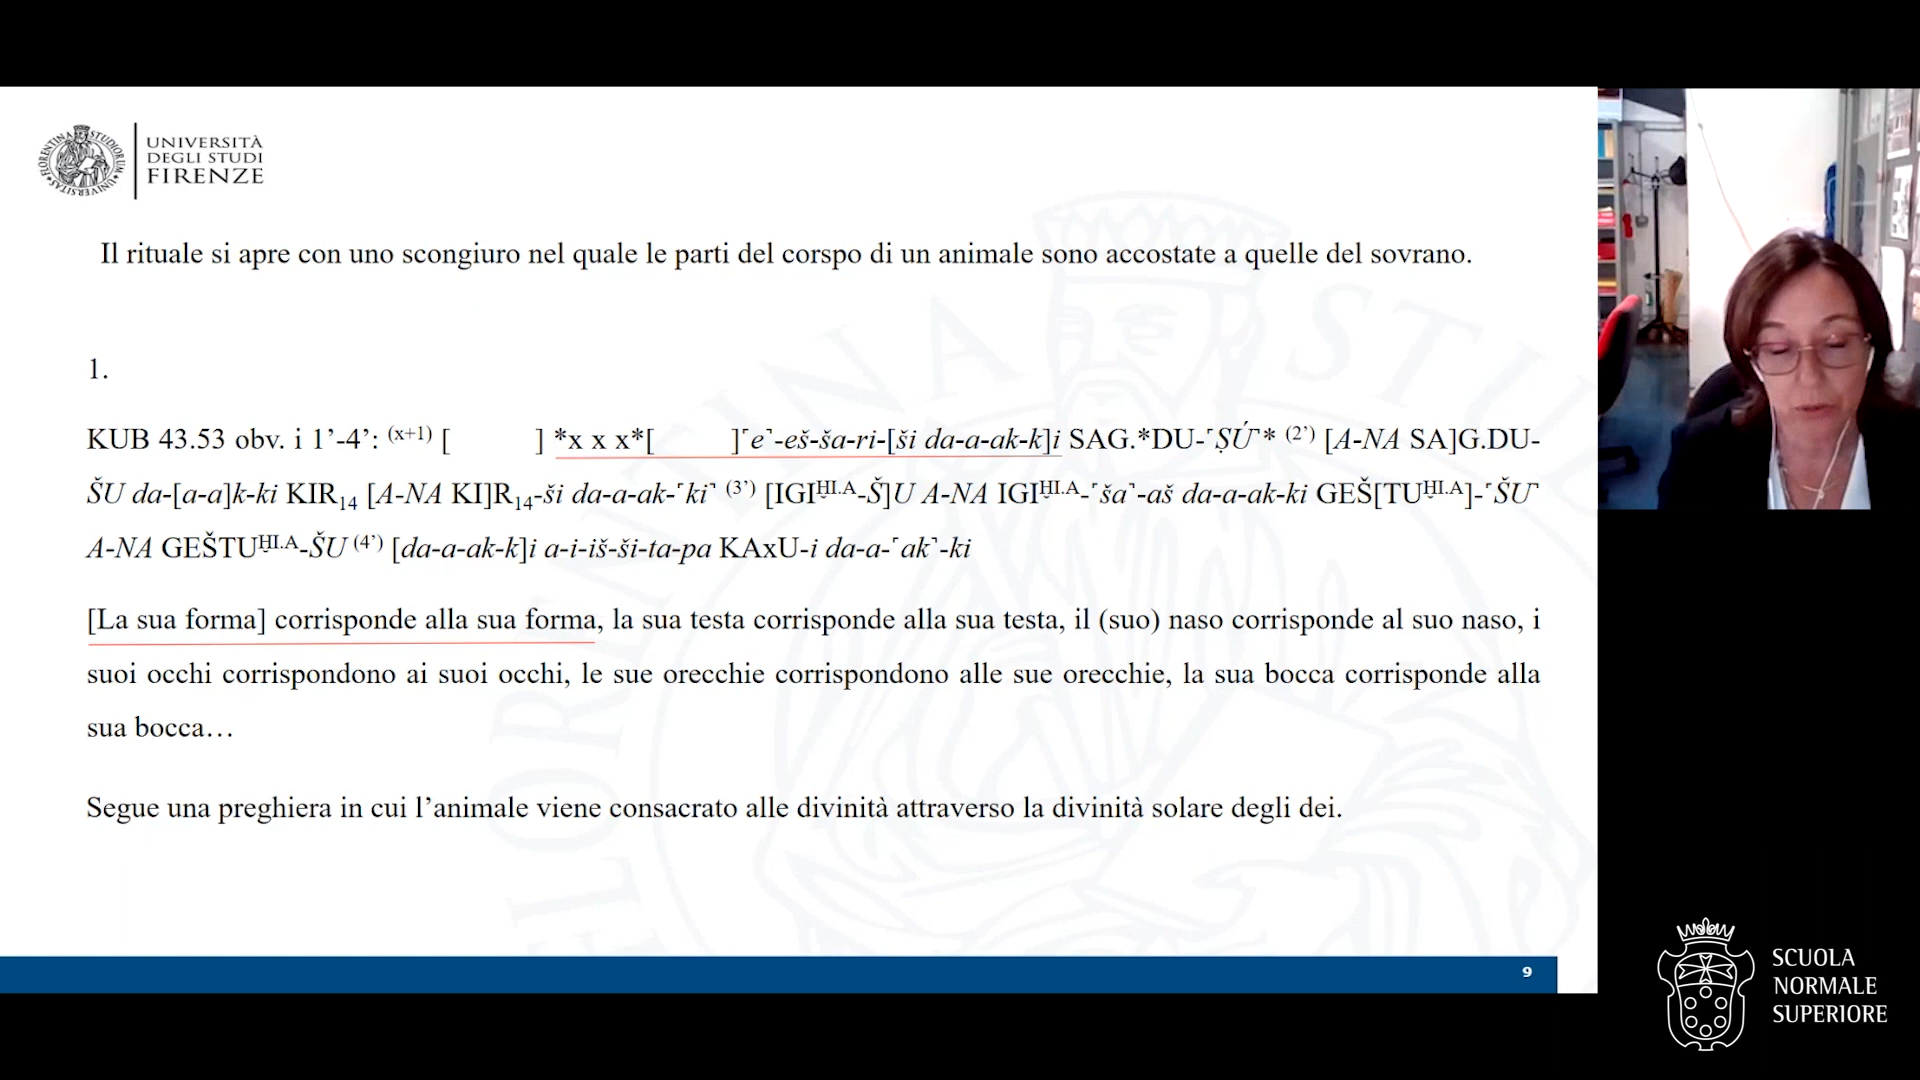 UNIVERSITÀ
DEGLI STUDI
FIRENZE
Il rituale si apre con uno scongiuro nel quale le parti del corspo di un animale sono accostate a quelle del sovrano.
1.
KUB 43.53 obv. i 1’-4’: (x+1) [ ] *x x x*[ ]⸢e⸣-eš-ša-ri-[ši da-a-ak-k]i SAG.*DU-⸢ṢÚ⸣* (2’) [A-NA SA]G.DU-
ŠU da-[a-a]k-ki KIR14 [A-NA KI]R14-ši da-a-ak-⸢ki⸣ (3’) [IGIḪI.A-Š]U A-NA IGIḪI.A-⸢ša⸣-aš da-a-ak-ki GEŠ[TUḪI.A]-⸢ŠU⸣
A-NA GEŠTUḪI.A-ŠU (4’) [da-a-ak-k]i a-i-iš-ši-ta-pa KAxU-i da-a-⸢ak⸣-ki
[La sua forma] corrisponde alla sua forma, la sua testa corrisponde alla sua testa, il (suo) naso corrisponde al suo naso, i
suoi occhi corrispondono ai suoi occhi, le sue orecchie corrispondono alle sue orecchie, la sua bocca corrisponde alla
sua bocca…
Segue una preghiera in cui l’animale viene consacrato alle divinità attraverso la divinità solare degli dei.
9
SCUOLA
NORMALE
SUPERIORE